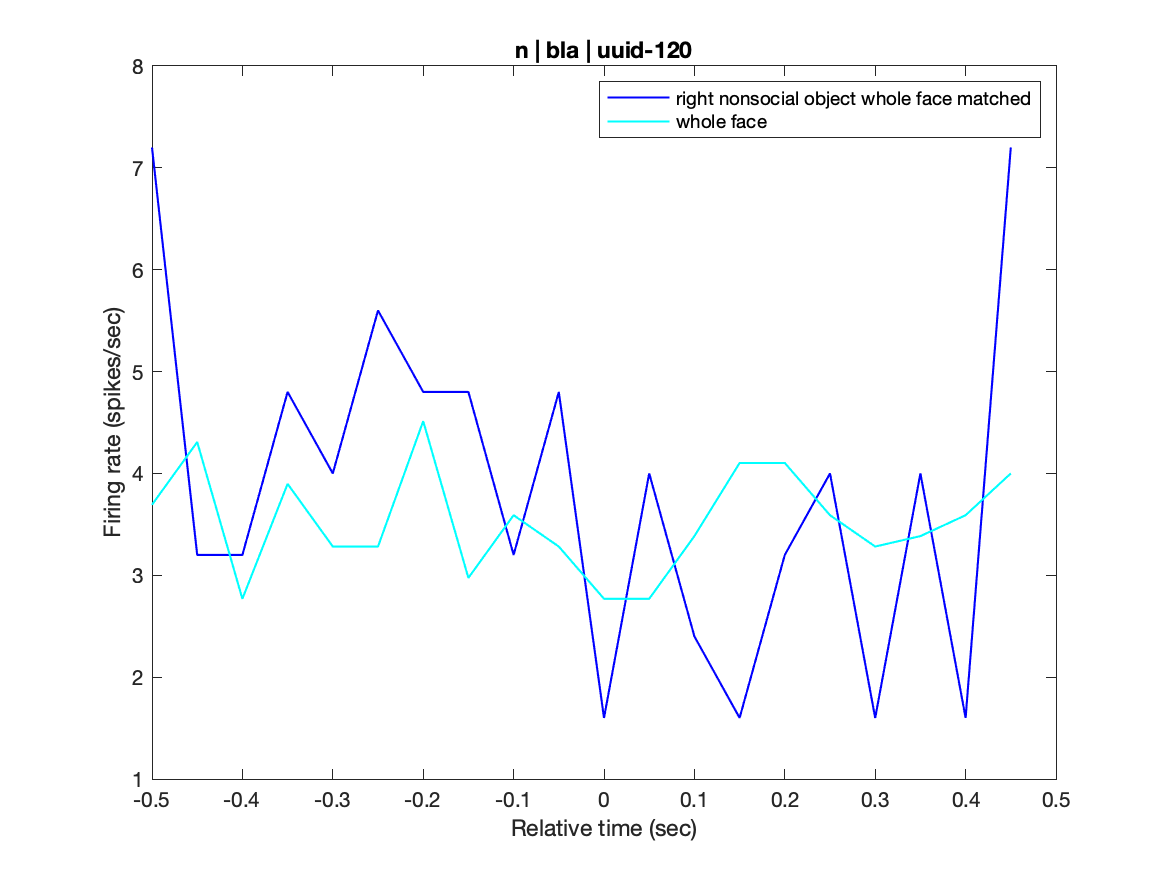 n | bla | uuid-120
right nonsocial object whole face matched
whole face
8
7
6
5
4
3
2
1
Firing rate (spikes/sec)
-0.5 -0.4 -0.3 -0.2 -0.1 0 0.1 0.2 0.3 0.4 0.5
Relative time (sec)